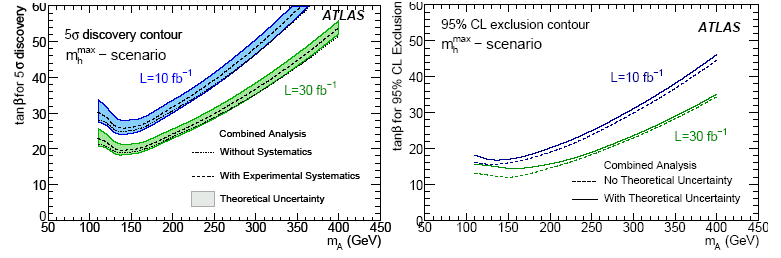 ATLAS
5σ discovery contour
m_h^max – scenario
L=10 fb⁻¹
L=30 fb⁻¹
Combined Analysis
Without Systematics
With Experimental Systematics
Theoretical Uncertainty
tanβ for 5σ discovery
60
50
40
30
20
10
0
50 100 150 200 250 300 350 400 450
m_A (GeV)
95% CL exclusion contour
ATLAS
m_h^max – scenario
L=10 fb⁻¹
L=30 fb⁻¹
Combined Analysis
No Theoretical Uncertainty
With Theoretical Uncertainty
tanβ for 95% CL Exclusion
60
50
40
30
20
10
0
50 100 150 200 250 300 350 400 450
m_A (GeV)